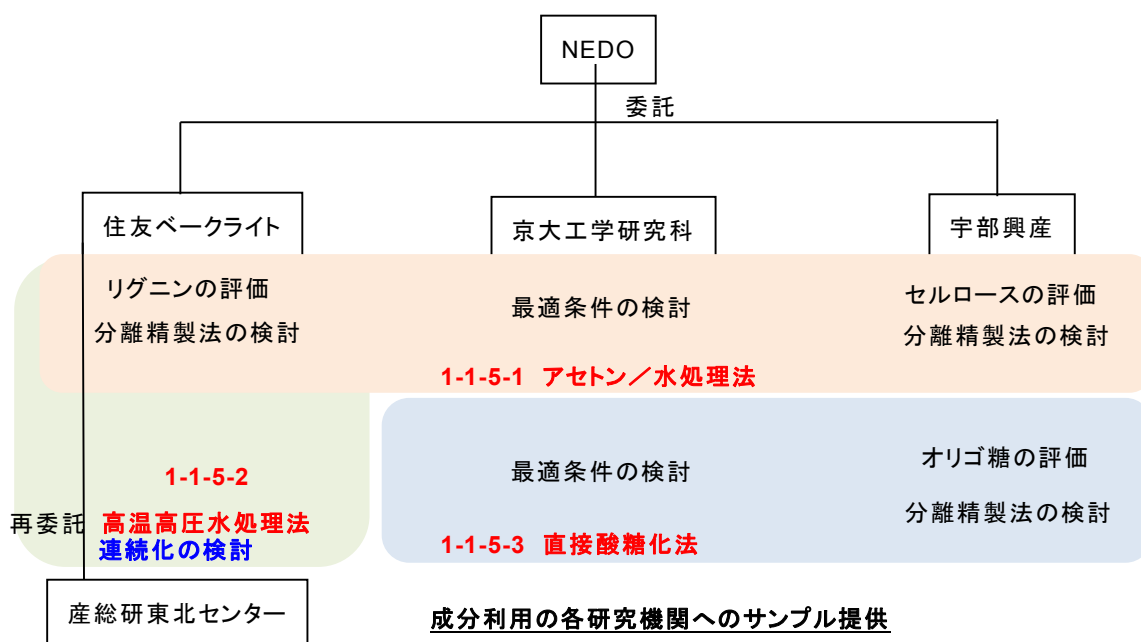 NEDO
委託
住友ベークライト
京大工学研究科
宇部興産
リグニンの評価
分離精製法の検討
最適条件の検討
セルロースの評価
分離精製法の検討
1-1-5-1 アセトン／水処理法
1-1-5-2
再委託 高温高圧水処理法
連続化の検討
最適条件の検討
オリゴ糖の評価
分離精製法の検討
1-1-5-3 直接酸糖化法
産総研東北センター
成分利用の各研究機関へのサンプル提供